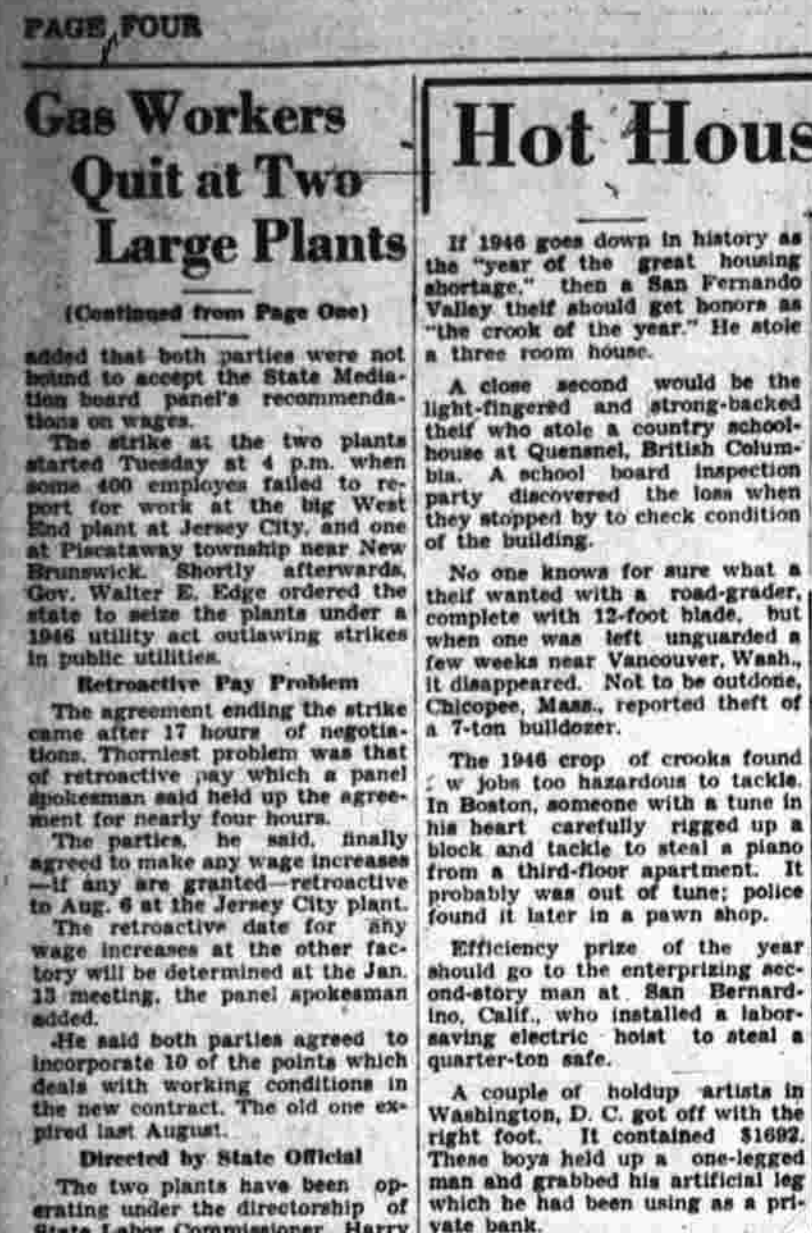 PAGE FOUR
Gas Workers
Quit at Two
Large Plants
(Continued from Page One)
added that both parties were not
bound to accept the State Media-
tion board panel's recommenda-
tions on wages.
The strike at the two plants
started Tuesday at 4 p.m. when
some 400 employes failed to re-
port for work at the big West
End plant at Jersey City, and one
at Piscataway township near New
Brunswick. Shortly afterwards,
Gov. Walter E. Edge ordered the
state to seize the plants under a
1946 utility act outlawing strikes
in public utilities.
Retroactive Pay Problem
The agreement ending the strike
came after 17 hours of negotia-
tions. Thorniest problem was that
of retroactive pay which a panel
spokesman said held up the agree-
ment for nearly four hours.
The parties, he said, finally
agreed to make any wage increases
—if any are granted—retroactive
to Aug. 6 at the Jersey City plant.
The retroactive date for any
wage increases at the other fac-
tory will be determined at the Jan.
13 meeting, the panel spokesman
added.
He said both parties agreed to
incorporate 10 of the points which
deals with working conditions in
the new contract. The old one ex-
pired last August.
Directed by State Official
The two plants have been op-
erating under the directorship of
State Labor Commissioner Harry
Hot Hous
If 1946 goes down in history as
the "year of the great housing
shortage," then a San Fernando
Valley theif should get honors as
"the crook of the year." He stole
a three room house.
A close second would be the
light-fingered and strong-backed
theif who stole a country school-
house at Quensnel, British Colum-
bia. A school board inspection
party discovered the loss when
they stopped by to check condition
of the building.
No one knows for sure what a
theif wanted with a road-grader,
complete with 12-foot blade, but
when one was left unguarded a
few weeks near Vancouver, Wash.,
it disappeared. Not to be outdone,
Chicopee, Mass., reported theft of
a 7-ton bulldozer.
The 1946 crop of crooks found
w jobs too hazardous to tackle.
In Boston, someone with a tune in
his heart carefully rigged up a
block and tackle to steal a piano
from a third-floor apartment. It
probably was out of tune; police
found it later in a pawn shop.
Efficiency prize of the year
should go to the enterprizing sec-
ond-story man at San Bernard-
ino, Calif., who installed a labor-
saving electric hoist to steal a
quarter-ton safe.
A couple of holdup artists in
Washington, D. C. got off with the
right foot. It contained $1692.
These boys held up a one-legged
man and grabbed his artificial leg
which he had been using as a pri-
vate bank.